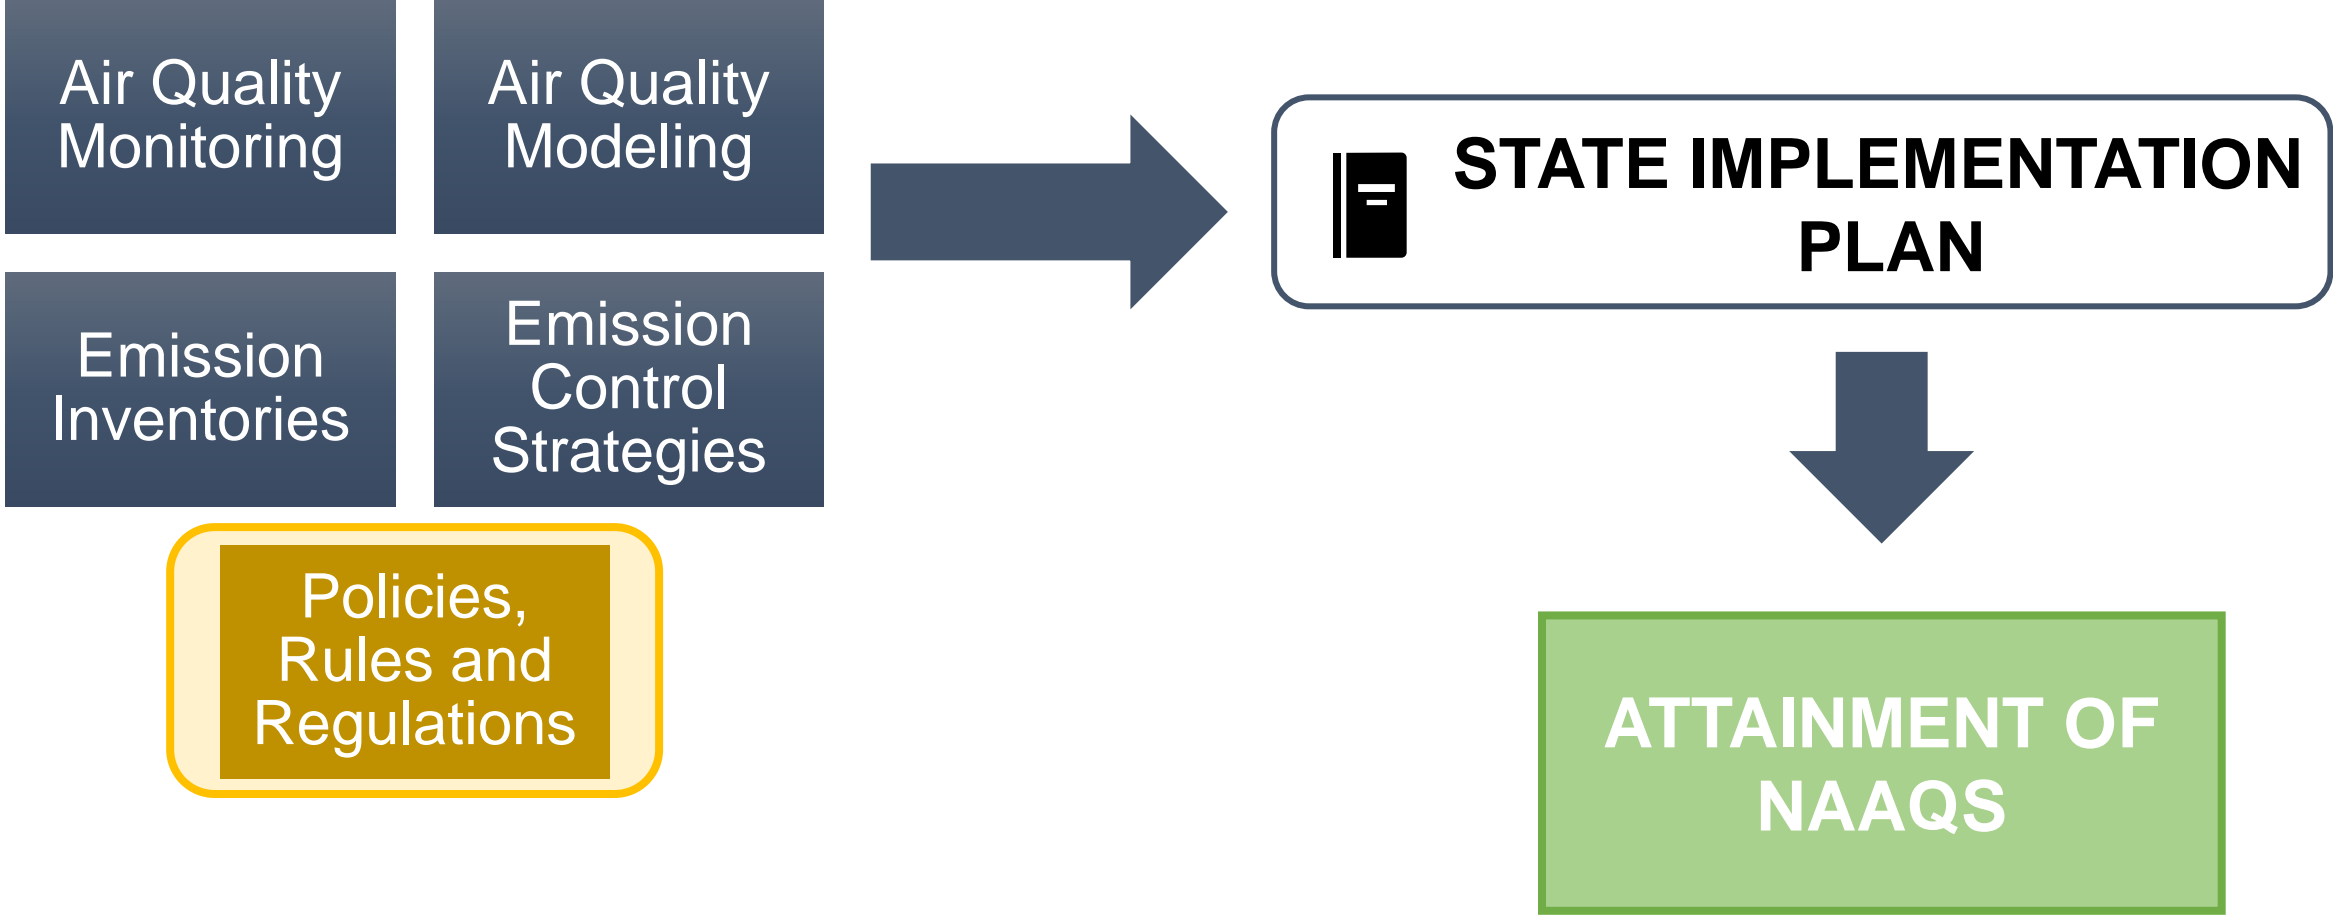 Air Quality
Monitoring
Air Quality
Modeling
Emission
Inventories
Emission
Control
Strategies
Policies,
Rules and
Regulations
STATE IMPLEMENTATION
PLAN
ATTAINMENT OF
NAAQS